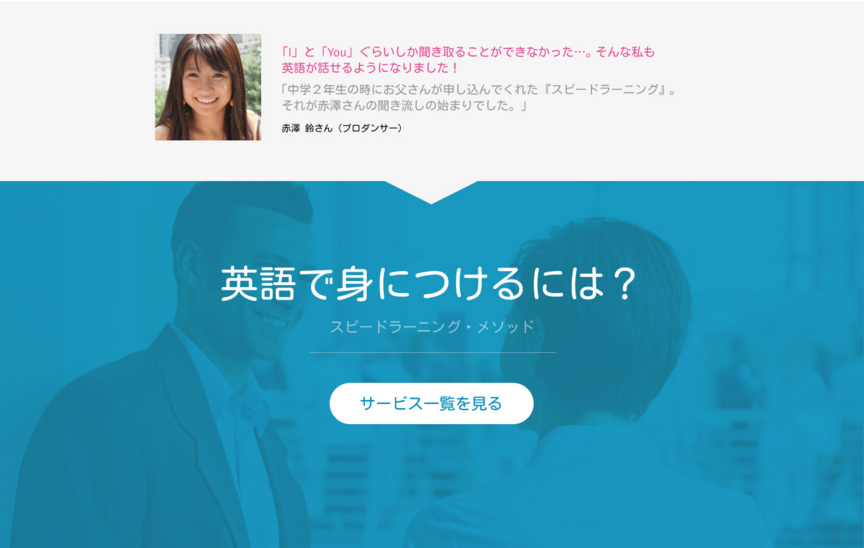 「I」と「You」ぐらいしか聞き取ることができなかった…。そんな私も
英語が話せるようになりました！
「中学２年生の時にお父さんが申し込んでくれた『スピードラーニング』。
それが赤澤さんの聞き流しの始まりでした。」
赤澤 鈴さん（プロダンサー）
英語で身につけるには？
スピードラーニング・メソッド
サービス一覧を見る